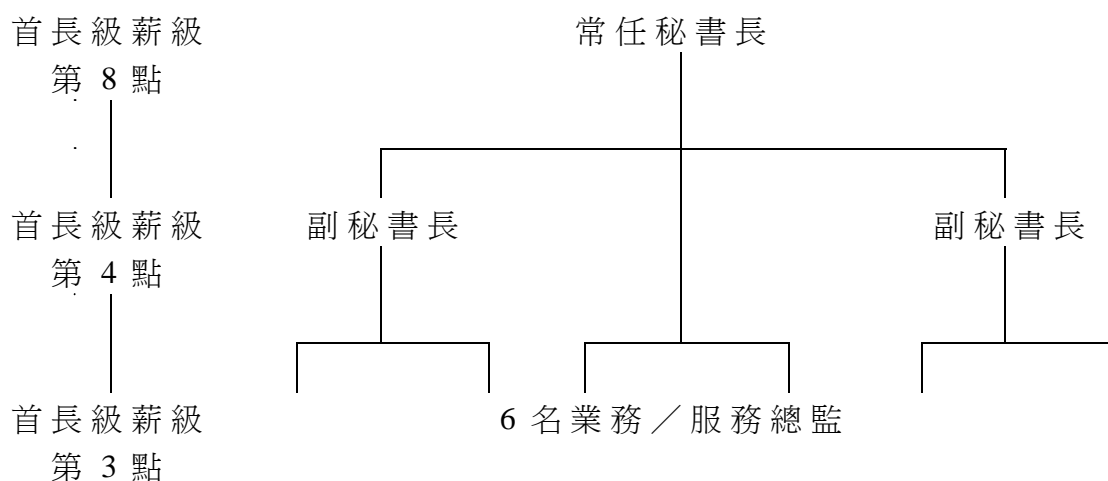 首長級薪級 常任秘書長
第 8 點
首長級薪級 副秘書長 副秘書長
第 4 點
首長級薪級 6 名業務／服務總監
第 3 點